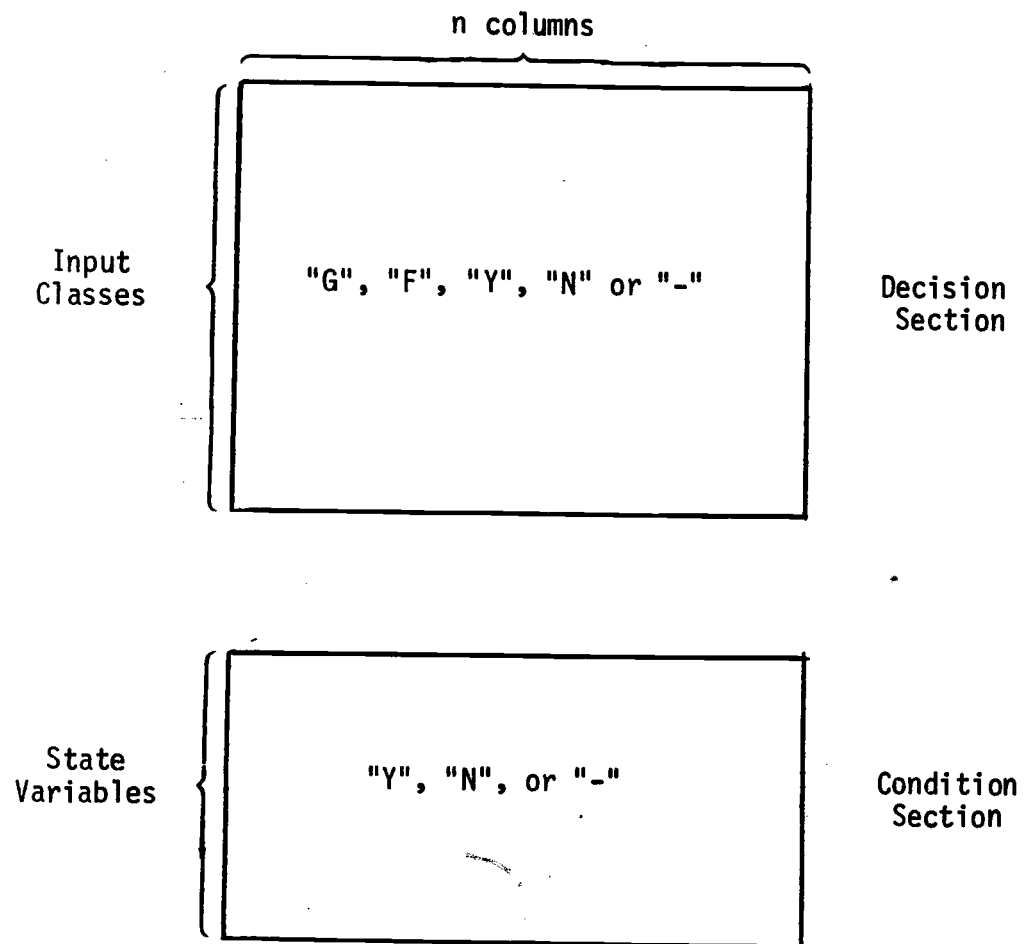 n columns
Input
Classes
"G", "F", "Y", "N" or "-"
Decision
Section
State
Variables
"Y", "N", or "-"
Condition
Section